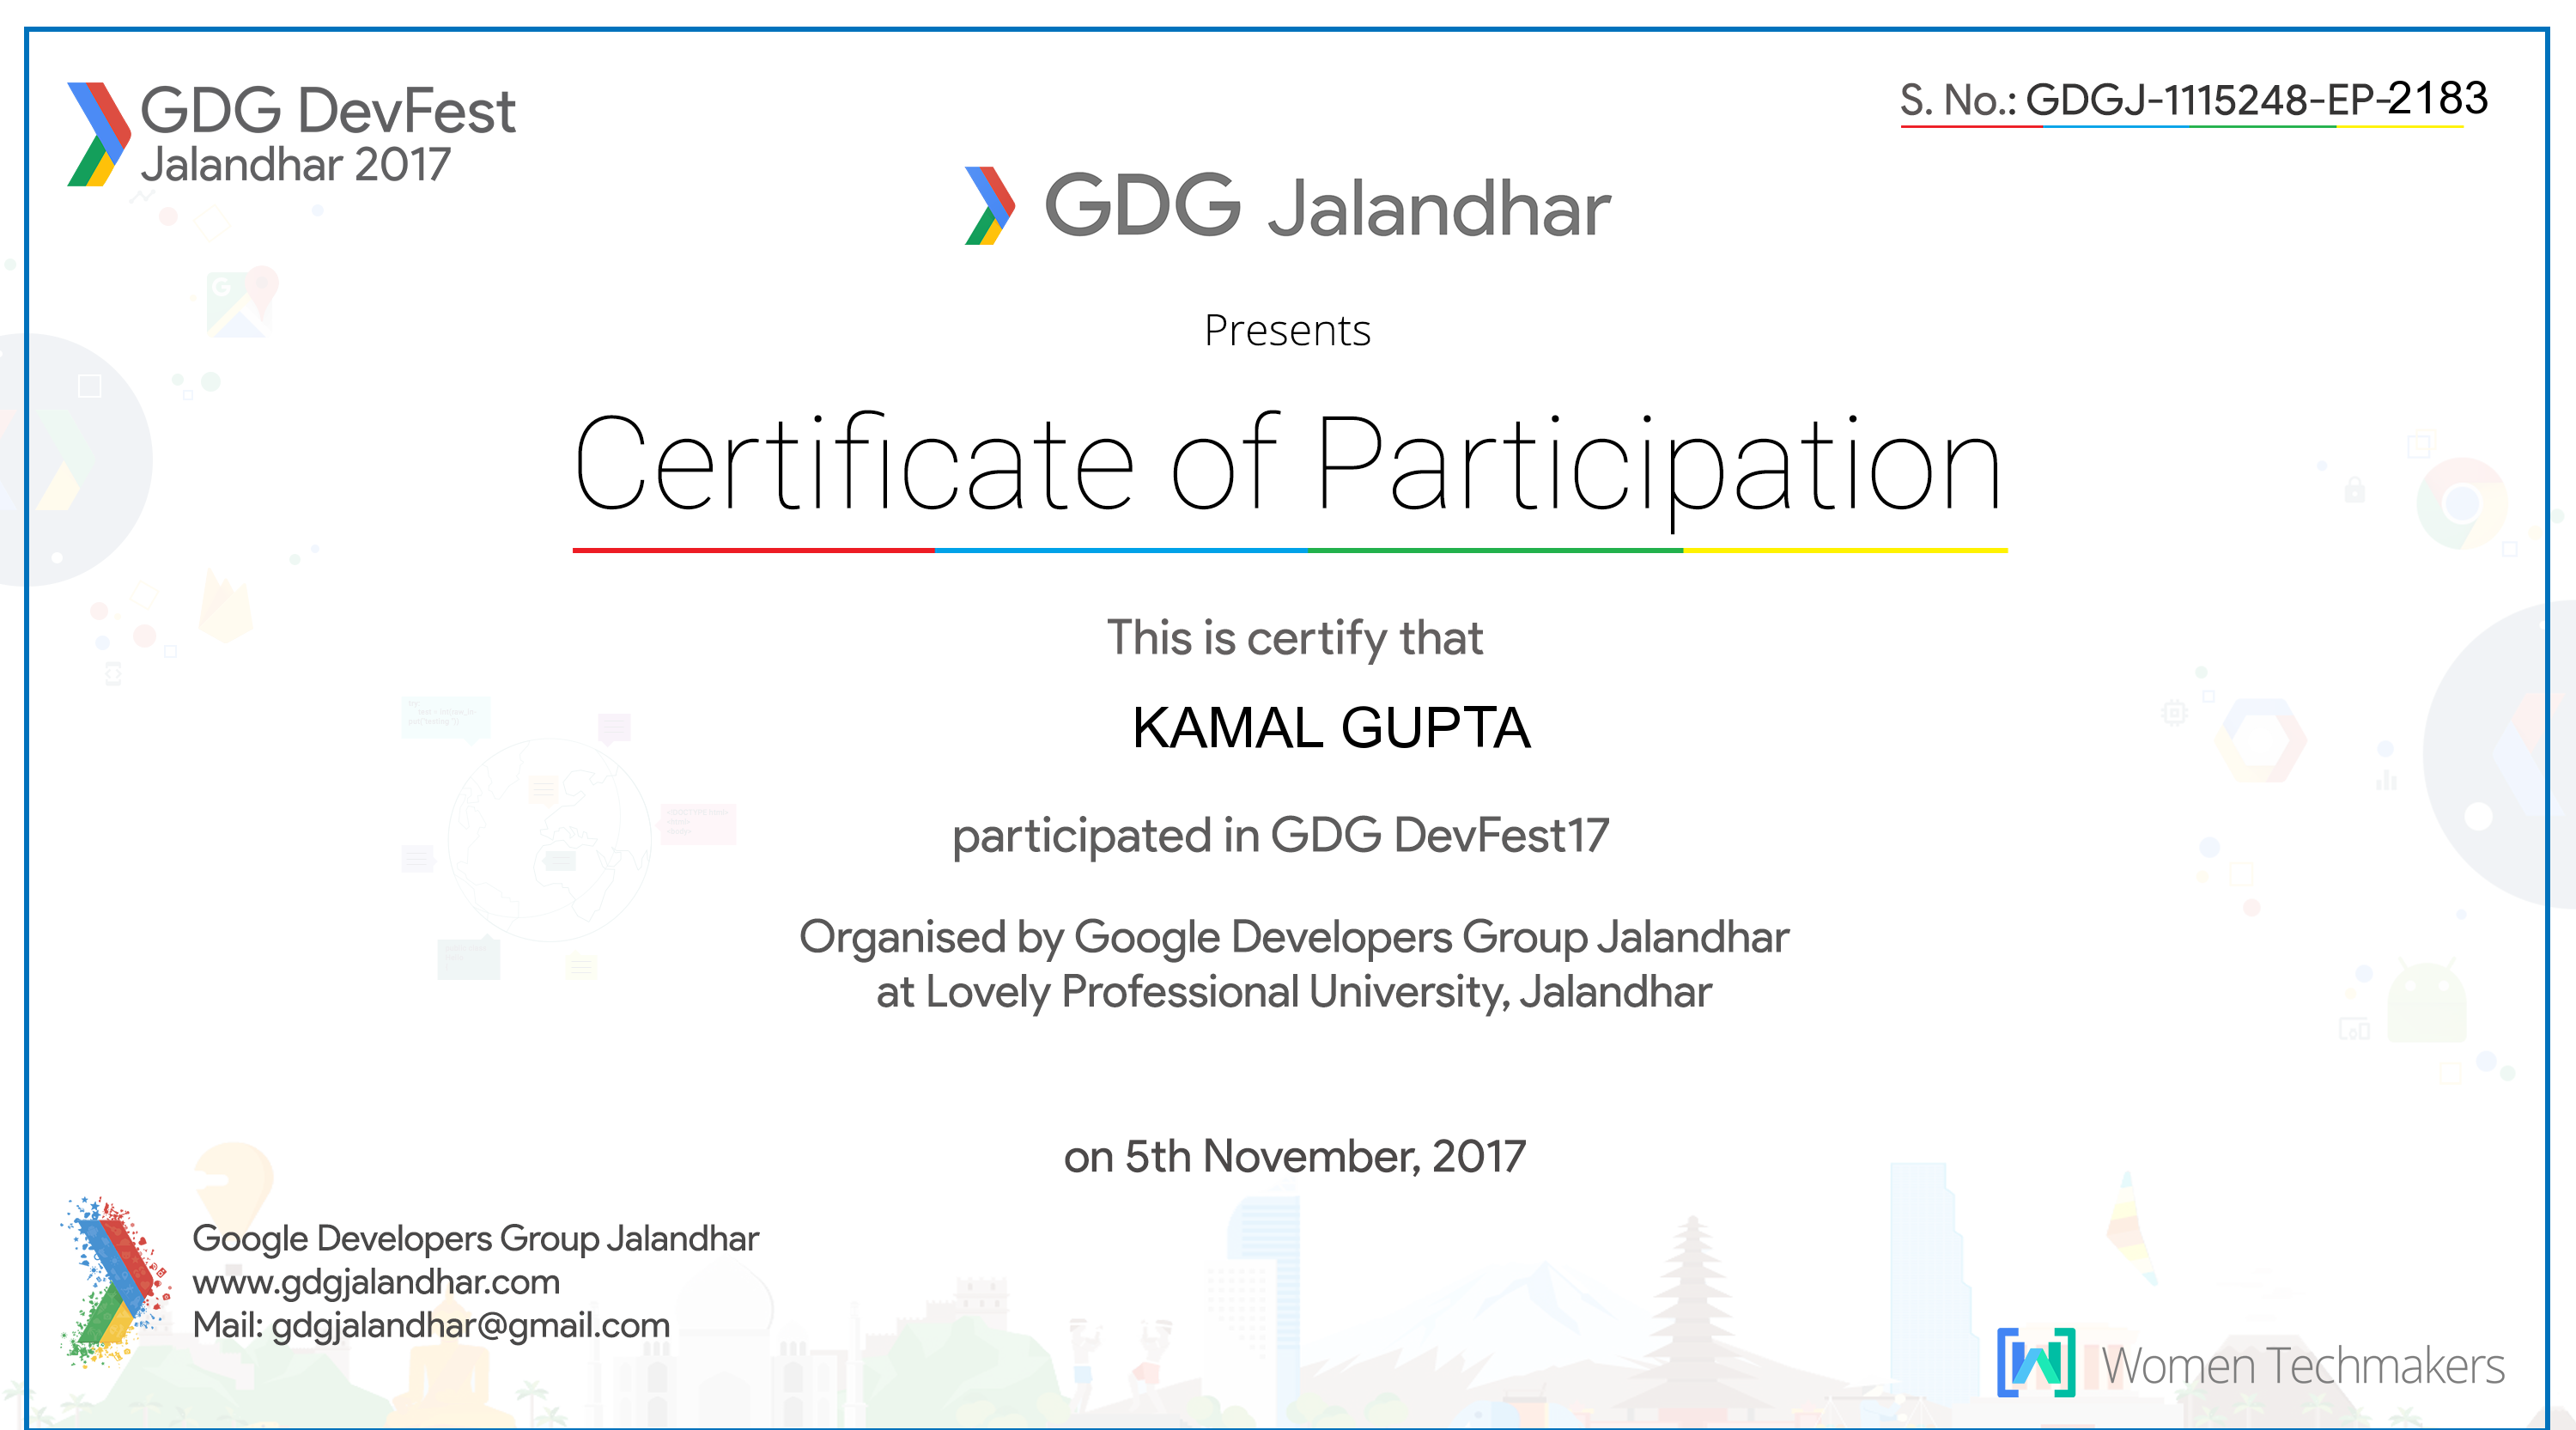 GDG DevFest
Jalandhar 2017
S. No.: GDGJ-1115248-EP-2183
GDG Jalandhar
Presents
Certificate of Participation
This is certify that
KAMAL GUPTA
participated in GDG DevFest17
Organised by Google Developers Group Jalandhar
at Lovely Professional University, Jalandhar
on 5th November, 2017
Google Developers Group Jalandhar
www.gdgjalandhar.com
Mail: gdgjalandhar@gmail.com
Women Techmakers